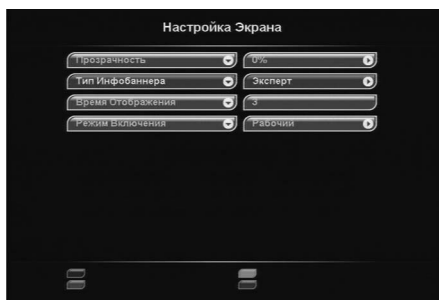 Настройка Экрана
Прозрачность 0%
Тип Инфобаннера Эксперт
Время Отображения 3
Режим Включения Рабочий